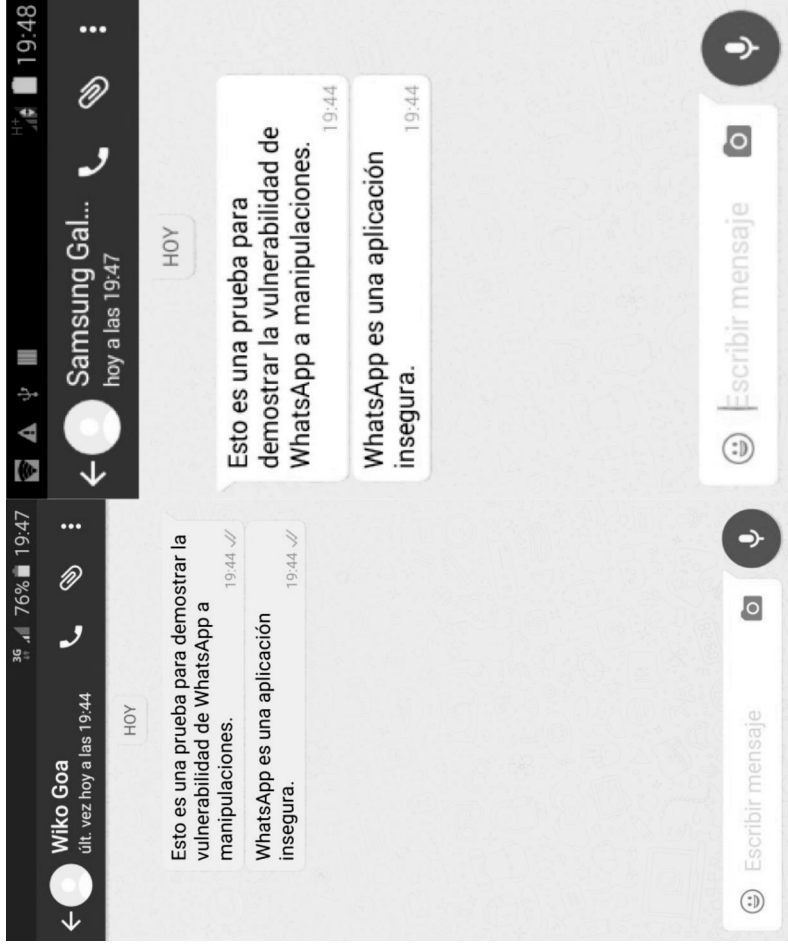 3G 76% 19:47
Wiko Goa
últ. vez hoy a las 19:44
HOY
Esto es una prueba para demostrar la
vulnerabilidad de WhatsApp a
manipulaciones.
19:44
WhatsApp es una aplicación
insegura.
19:44
Escribir mensaje
H+ 19:48
Samsung Gal...
hoy a las 19:47
HOY
Esto es una prueba para
demostrar la vulnerabilidad de
WhatsApp a manipulaciones.
19:44
WhatsApp es una aplicación
insegura.
19:44
Escribir mensaje